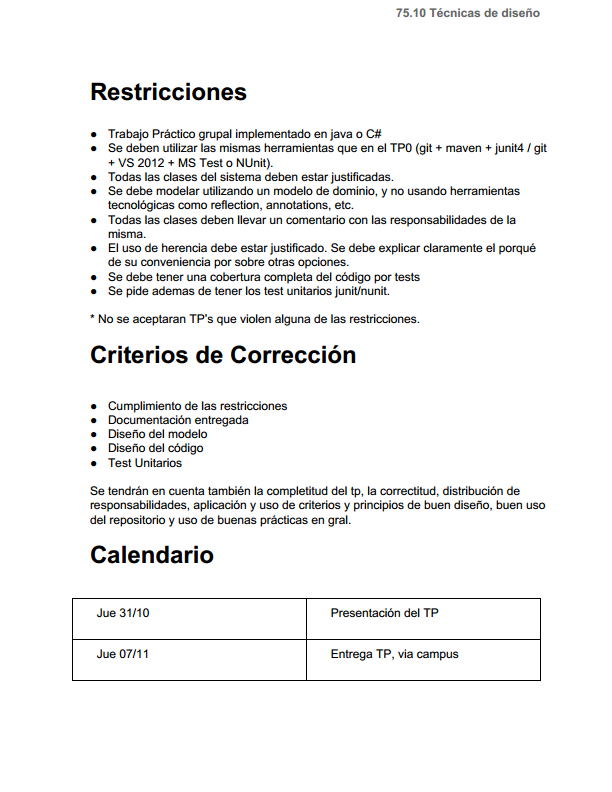 75.10 Técnicas de diseño
Restricciones
● Trabajo Práctico grupal implementado en java o C#
● Se deben utilizar las mismas herramientas que en el TP0 (git + maven + junit4 / git
+ VS 2012 + MS Test o NUnit).
● Todas las clases del sistema deben estar justificadas.
● Se debe modelar utilizando un modelo de dominio, y no usando herramientas
tecnológicas como reflection, annotations, etc.
● Todas las clases deben llevar un comentario con las responsabilidades de la
misma.
● El uso de herencia debe estar justificado. Se debe explicar claramente el porqué
de su conveniencia por sobre otras opciones.
● Se debe tener una cobertura completa del código por tests
● Se pide ademas de tener los test unitarios junit/nunit.
* No se aceptaran TP's que violen alguna de las restricciones.
Criterios de Corrección
● Cumplimiento de las restricciones
● Documentación entregada
● Diseño del modelo
● Diseño del código
● Test Unitarios
Se tendrán en cuenta también la completitud del tp, la correctitud, distribución de
responsabilidades, aplicación y uso de criterios y principios de buen diseño, buen uso
del repositorio y uso de buenas prácticas en gral.
Calendario
Jue 31/10 Presentación del TP
Jue 07/11 Entrega TP, via campus